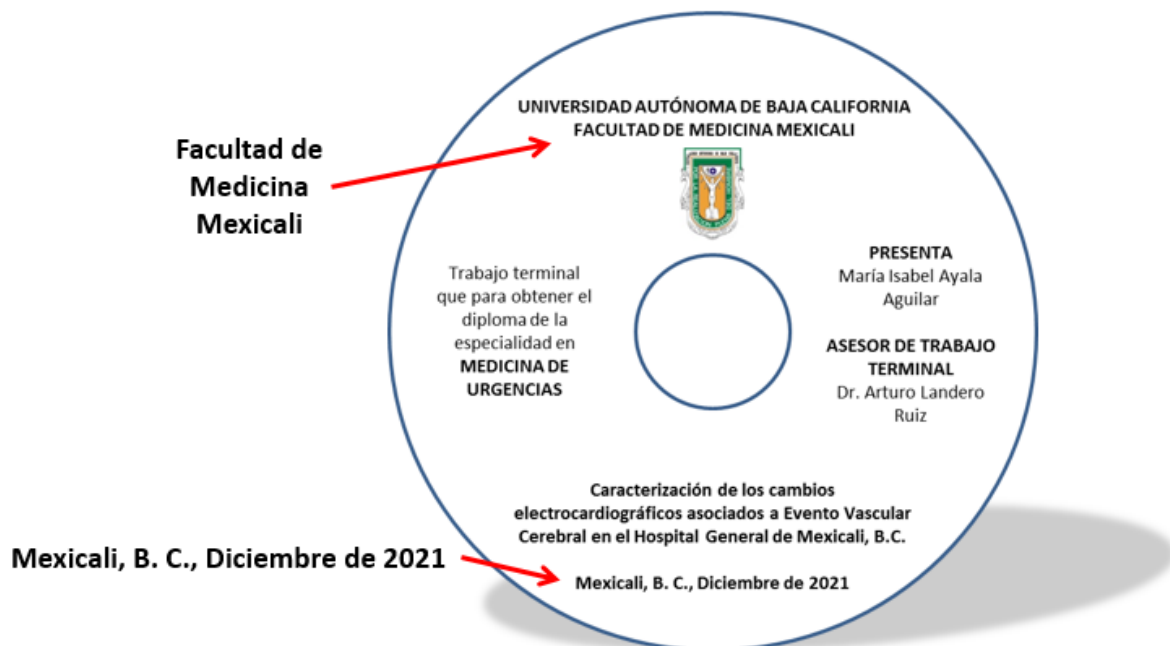 UNIVERSIDAD AUTÓNOMA DE BAJA CALIFORNIA
FACULTAD DE MEDICINA MEXICALI
Facultad de
Medicina
Mexicali
Trabajo terminal
que para obtener el
diploma de la
especialidad en
MEDICINA DE
URGENCIAS
PRESENTA
María Isabel Ayala
Aguilar
ASESOR DE TRABAJO
TERMINAL
Dr. Arturo Landero
Ruiz
Caracterización de los cambios
electrocardiográficos asociados a Evento Vascular
Cerebral en el Hospital General de Mexicali, B.C.
Mexicali, B. C., Diciembre de 2021
Mexicali, B. C., Diciembre de 2021